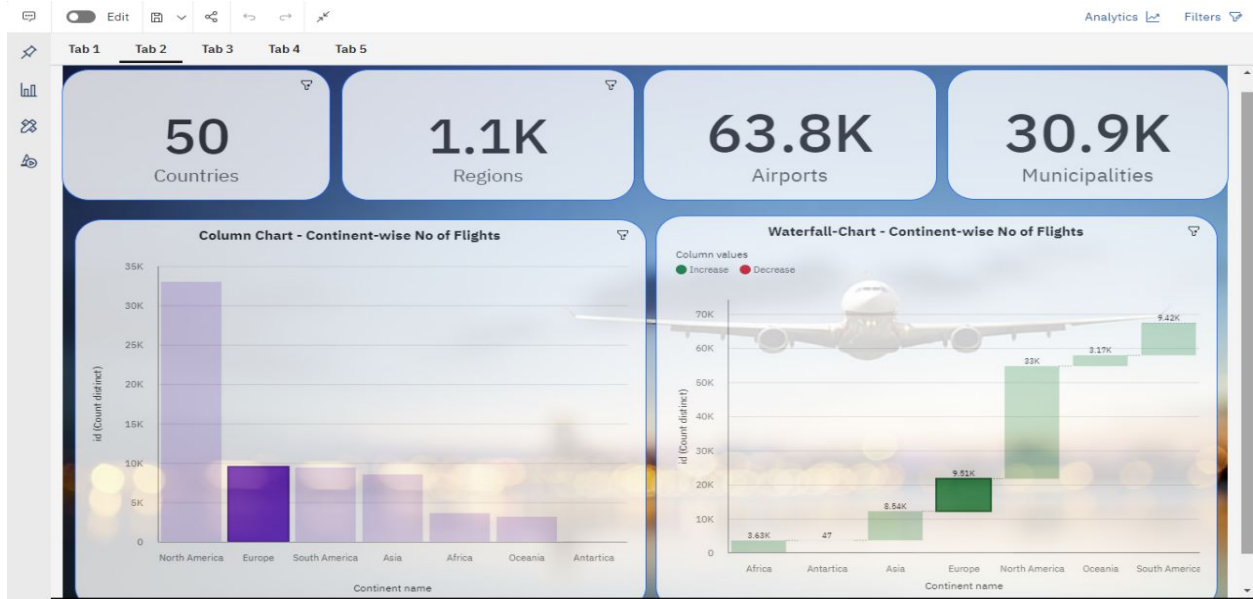 Edit
Analytics
Filters
Tab 1 Tab 2 Tab 3 Tab 4 Tab 5
50
Countries
1.1K
Regions
63.8K
Airports
30.9K
Municipalities
Column Chart - Continent-wise No of Flights
id (Count distinct)
35K
30K
25K
20K
15K
10K
5K
0
North America Europe South America Asia Africa Oceania Antartica
Continent name
Waterfall-Chart - Continent-wise No of Flights
Column values
Increase Decrease
id (Count distinct)
70K
60K
50K
40K
30K
20K
10K
0
3.63K 47 8.54K 9.51K 33K 3.17K 9.42K
Africa Antartica Asia Europe North America Oceania South America
Continent name